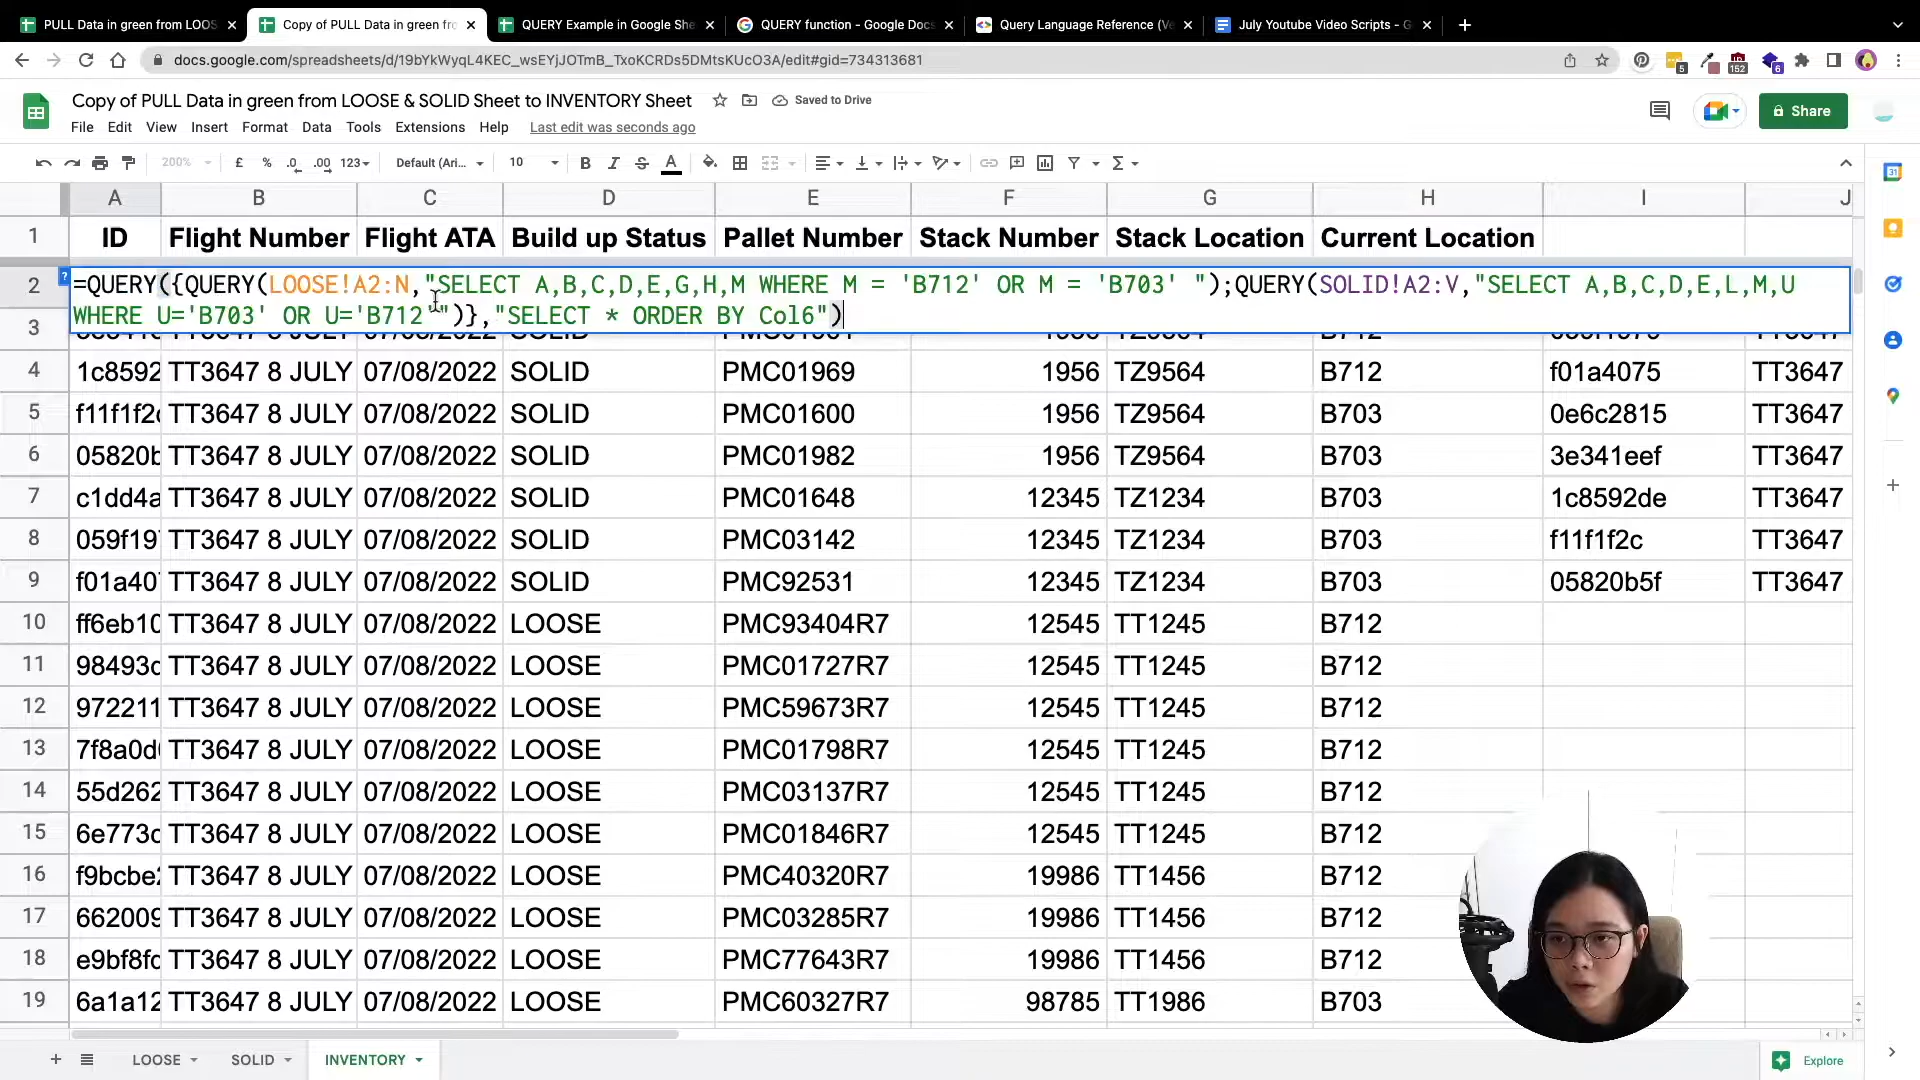 PULL Data in green from LOOS
Copy of PULL Data in green fro
QUERY Example in Google She
QUERY function - Google Docs
Query Language Reference (Ve
July Youtube Video Scripts - G
docs.google.com/spreadsheets/d/19bYkWyqL4KEC_wsEYjJOTmB_TxoKCRDs5DMtsKUcO3A/edit#gid=734313681
5
152
6
Copy of PULL Data in green from LOOSE & SOLID Sheet to INVENTORY Sheet
Saved to Drive
File Edit View Insert Format Data Tools Extensions Help Last edit was seconds ago
Share
200% £ % .0 .00 123 Default (Ari... 10 B I S A Σ
31
A B C D E F G H I J
1 ID Flight Number Flight ATA Build up Status Pallet Number Stack Number Stack Location Current Location
2 =QUERY({QUERY(LOOSE!A2:N,"SELECT A,B,C,D,E,G,H,M WHERE M = 'B712' OR M = 'B703' ");QUERY(SOLID!A2:V,"SELECT A,B,C,D,E,L,M,U
WHERE U='B703' OR U='B712'")},"SELECT * ORDER BY Col6")
3
4 1c8592 TT3647 8 JULY 07/08/2022 SOLID PMC01969 1956 TZ9564 B712 f01a4075 TT3647
5 f11f1f2c TT3647 8 JULY 07/08/2022 SOLID PMC01600 1956 TZ9564 B703 0e6c2815 TT3647
6 05820b TT3647 8 JULY 07/08/2022 SOLID PMC01982 1956 TZ9564 B703 3e341eef TT3647
7 c1dd4a TT3647 8 JULY 07/08/2022 SOLID PMC01648 12345 TZ1234 B703 1c8592de TT3647
8 059f19 TT3647 8 JULY 07/08/2022 SOLID PMC03142 12345 TZ1234 B703 f11f1f2c TT3647
9 f01a40 TT3647 8 JULY 07/08/2022 SOLID PMC92531 12345 TZ1234 B703 05820b5f TT3647
10 ff6eb10 TT3647 8 JULY 07/08/2022 LOOSE PMC93404R7 12545 TT1245 B712
11 98493c TT3647 8 JULY 07/08/2022 LOOSE PMC01727R7 12545 TT1245 B712
12 972211 TT3647 8 JULY 07/08/2022 LOOSE PMC59673R7 12545 TT1245 B712
13 7f8a0d TT3647 8 JULY 07/08/2022 LOOSE PMC01798R7 12545 TT1245 B712
14 55d262 TT3647 8 JULY 07/08/2022 LOOSE PMC03137R7 12545 TT1245 B712
15 6e773c TT3647 8 JULY 07/08/2022 LOOSE PMC01846R7 12545 TT1245 B712
16 f9bcbe TT3647 8 JULY 07/08/2022 LOOSE PMC40320R7 19986 TT1456 B712
17 662009 TT3647 8 JULY 07/08/2022 LOOSE PMC03285R7 19986 TT1456 B712
18 e9bf8fc TT3647 8 JULY 07/08/2022 LOOSE PMC77643R7 19986 TT1456 B712
19 6a1a12 TT3647 8 JULY 07/08/2022 LOOSE PMC60327R7 98785 TT1986 B703
LOOSE SOLID INVENTORY
Explore